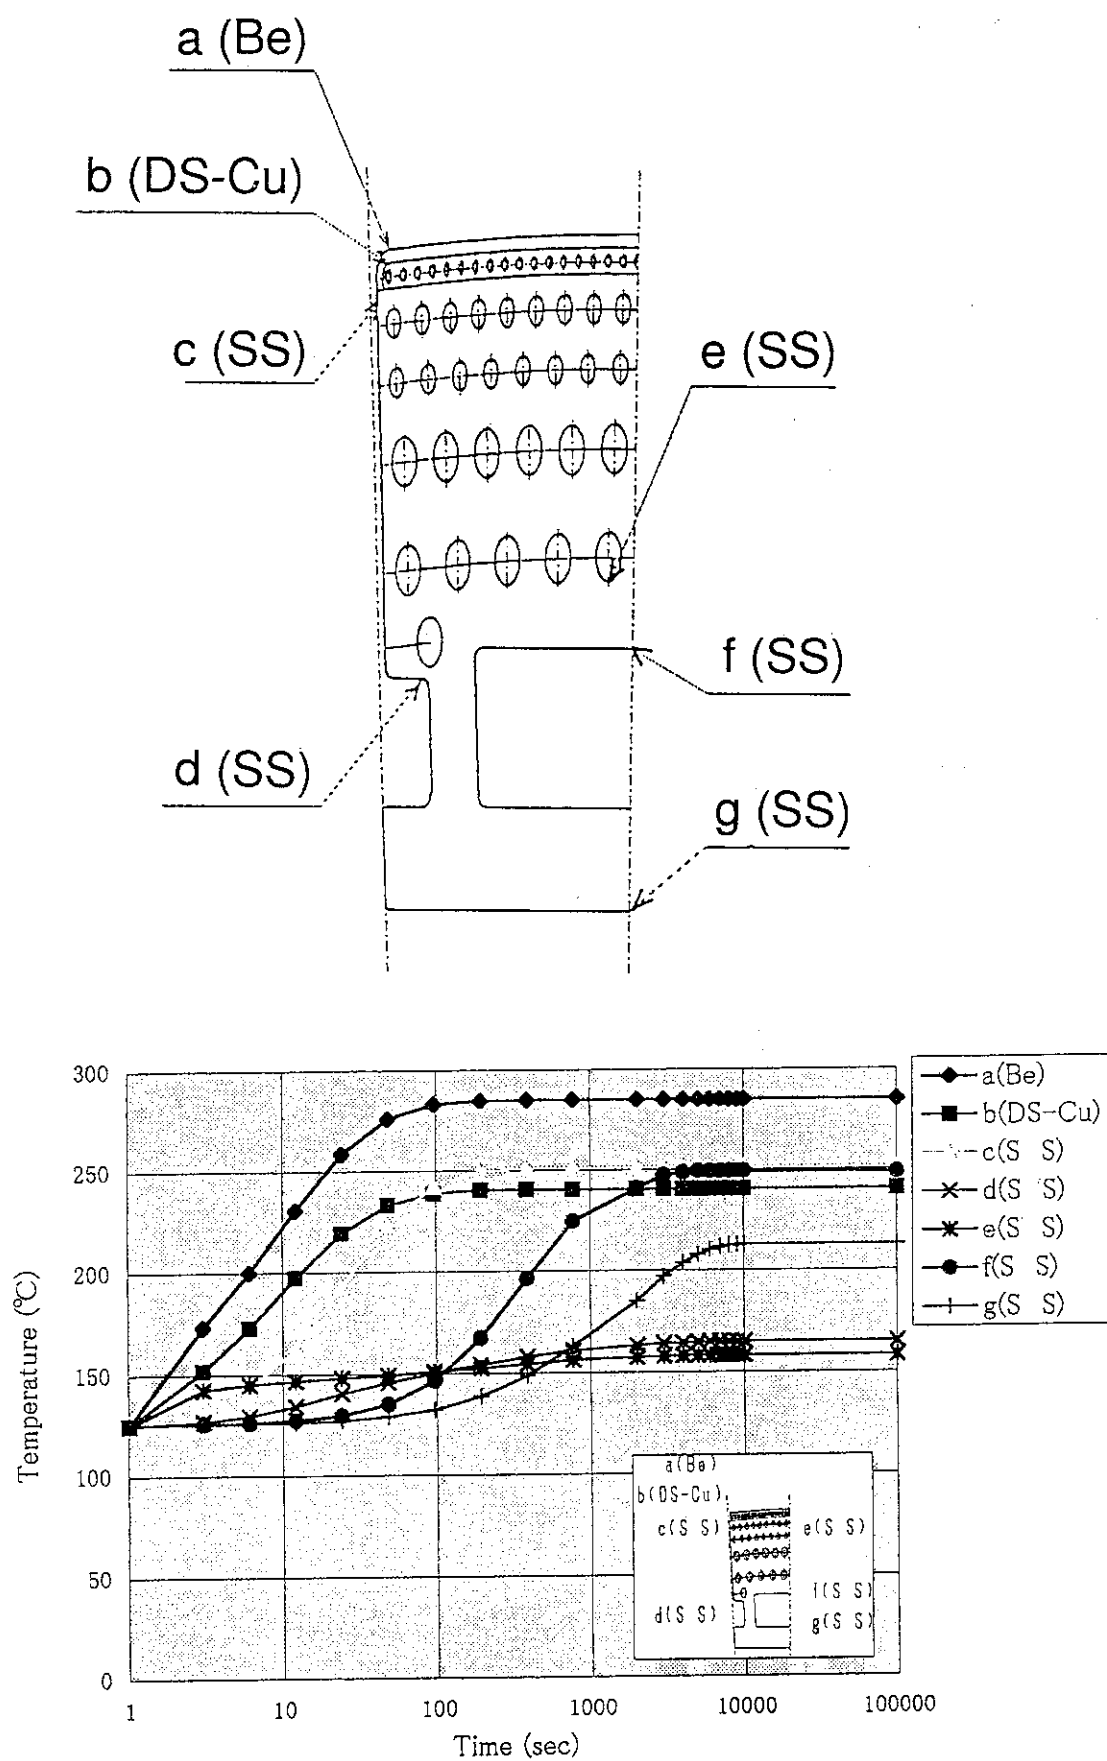 a (Be)
b (DS-Cu)
c (SS)
e (SS)
f (SS)
d (SS)
g (SS)
300
250
200
150
100
50
0
Temperature (℃)
1
10
100
1000
10000
100000
Time (sec)
a(Be)
b(DS-Cu)
c(S S)
d(S S)
e(S S)
f(S S)
g(S S)
a(Be)
b(DS-Cu)
c(S S)
e(S S)
f(S S)
d(S S)
g(S S)